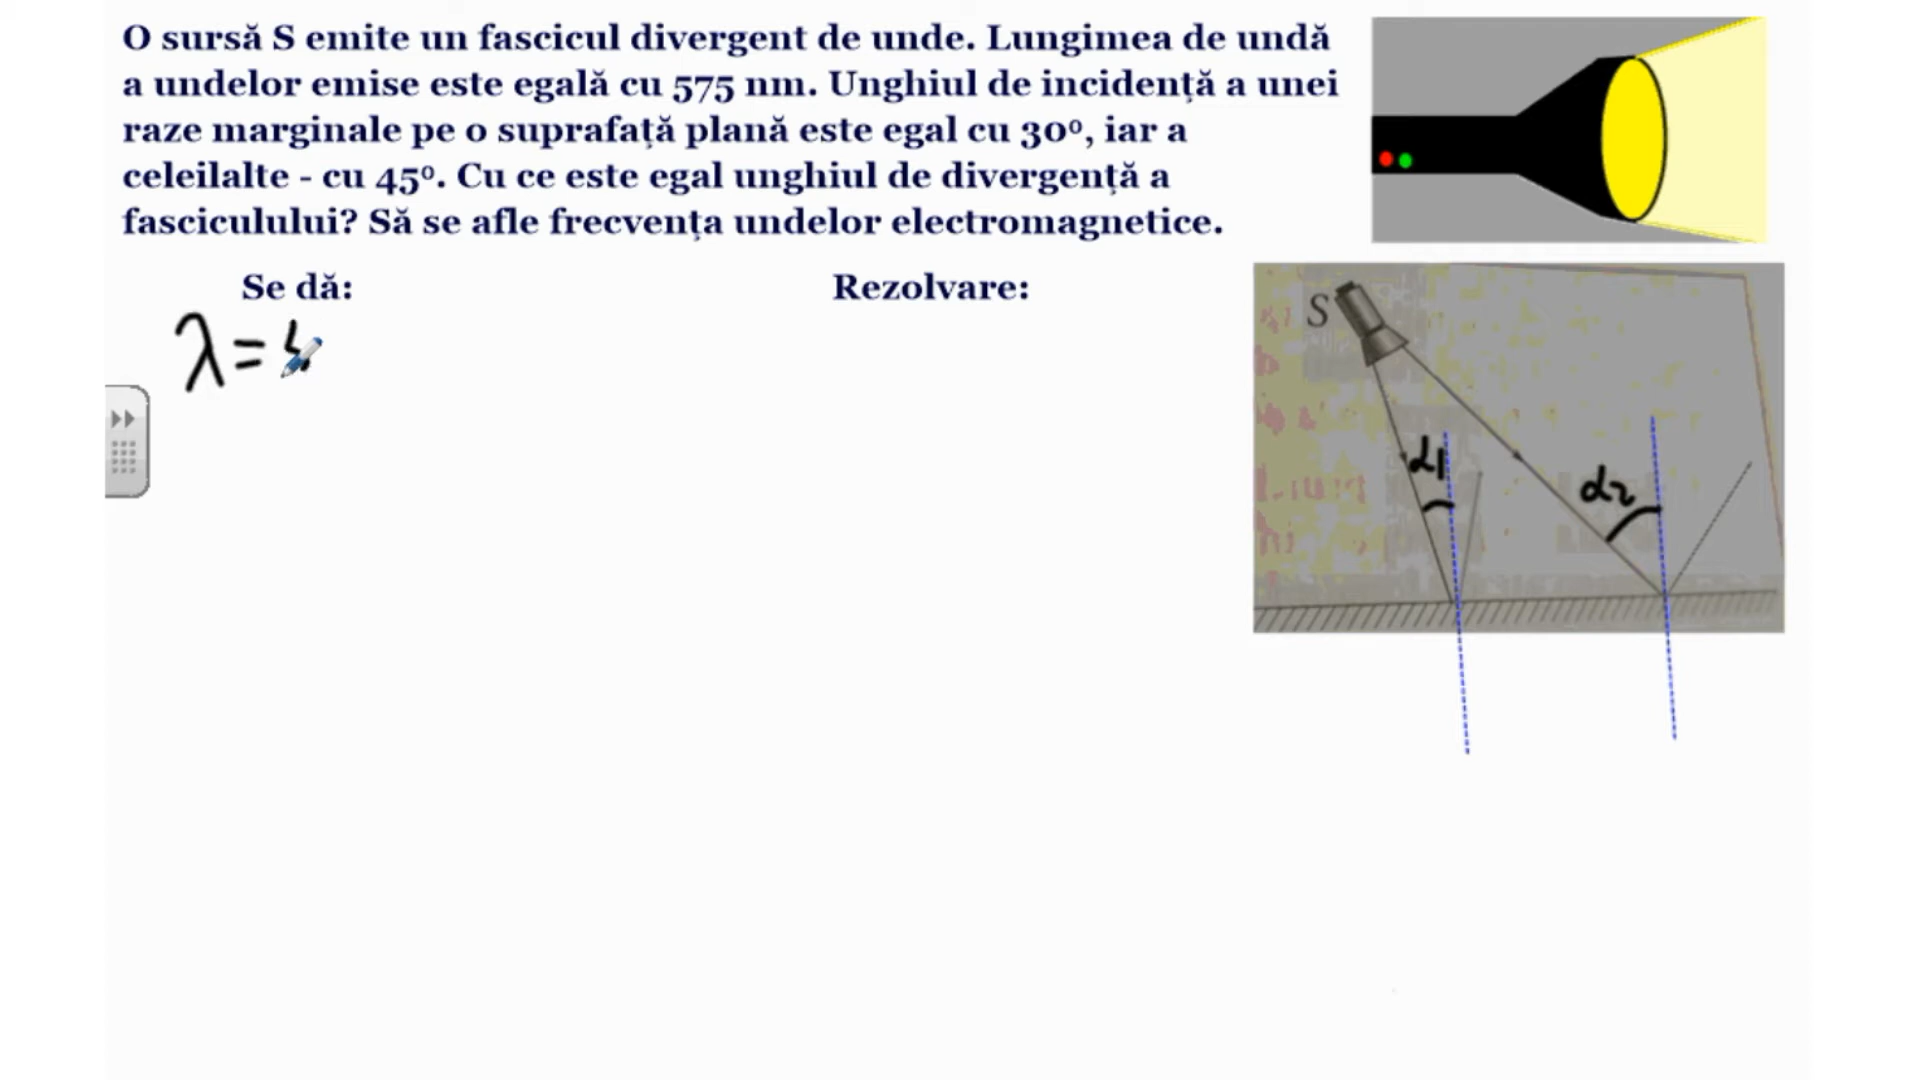 O sursă S emite un fascicul divergent de unde. Lungimea de undă
a undelor emise este egală cu 575 nm. Unghiul de incidență a unei
raze marginale pe o suprafață plană este egal cu 30º, iar a
celeilalte - cu 45º. Cu ce este egal unghiul de divergență a
fasciculului? Să se afle frecvența undelor electromagnetice.
Se dă:
Rezolvare:
λ =
S
α1
α2